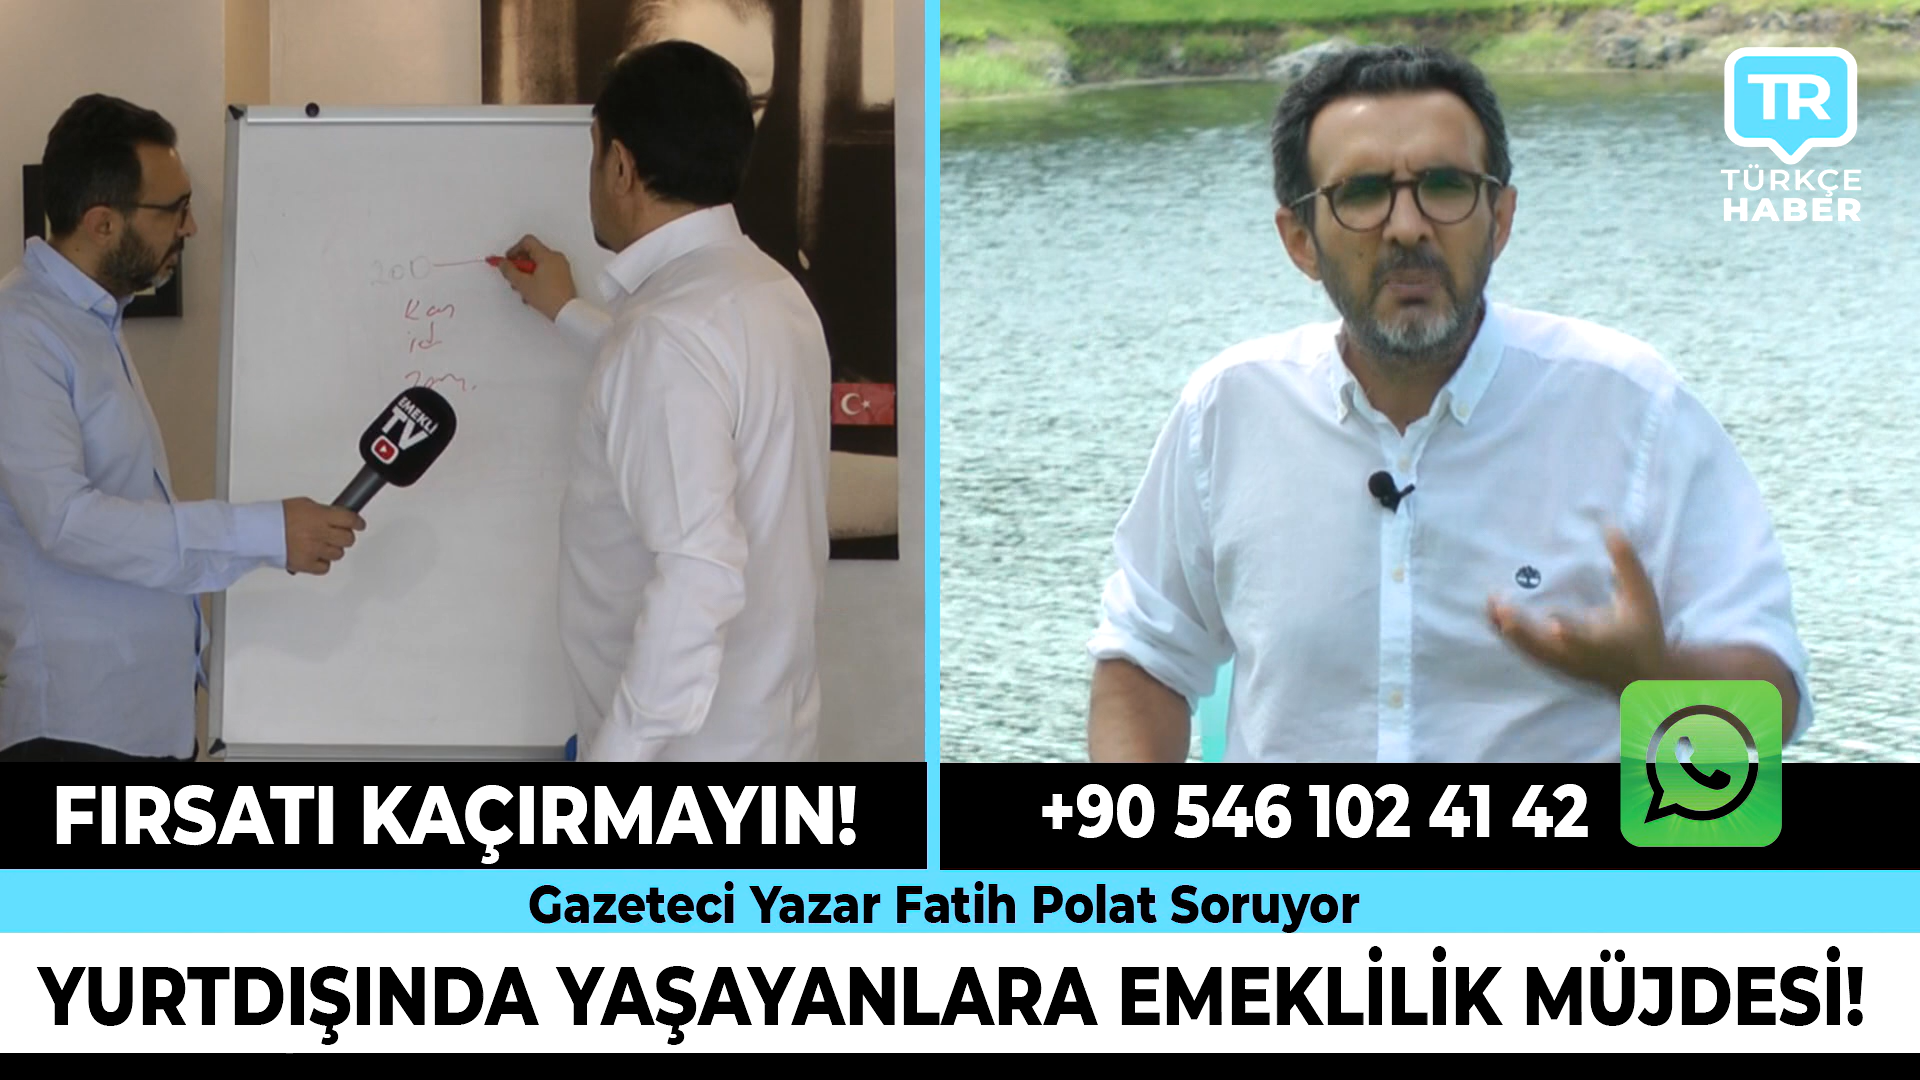 TR
TÜRKÇE
HABER
EMEKLİ
TV
FIRSATI KAÇIRMAYIN!
+90 546 102 41 42
Gazeteci Yazar Fatih Polat Soruyor
YURTDIŞINDA YAŞAYANLARA EMEKLİLİK MÜJDESİ!